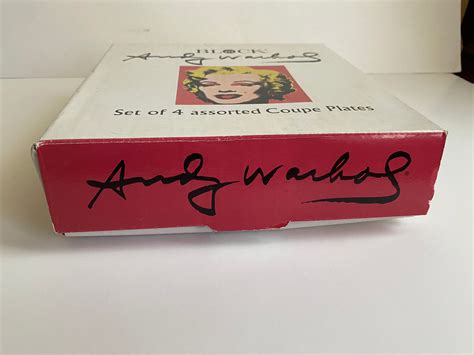 BLOCK
Andy Warhol
Set of 4 assorted Coupe Plates
Andy Warhol